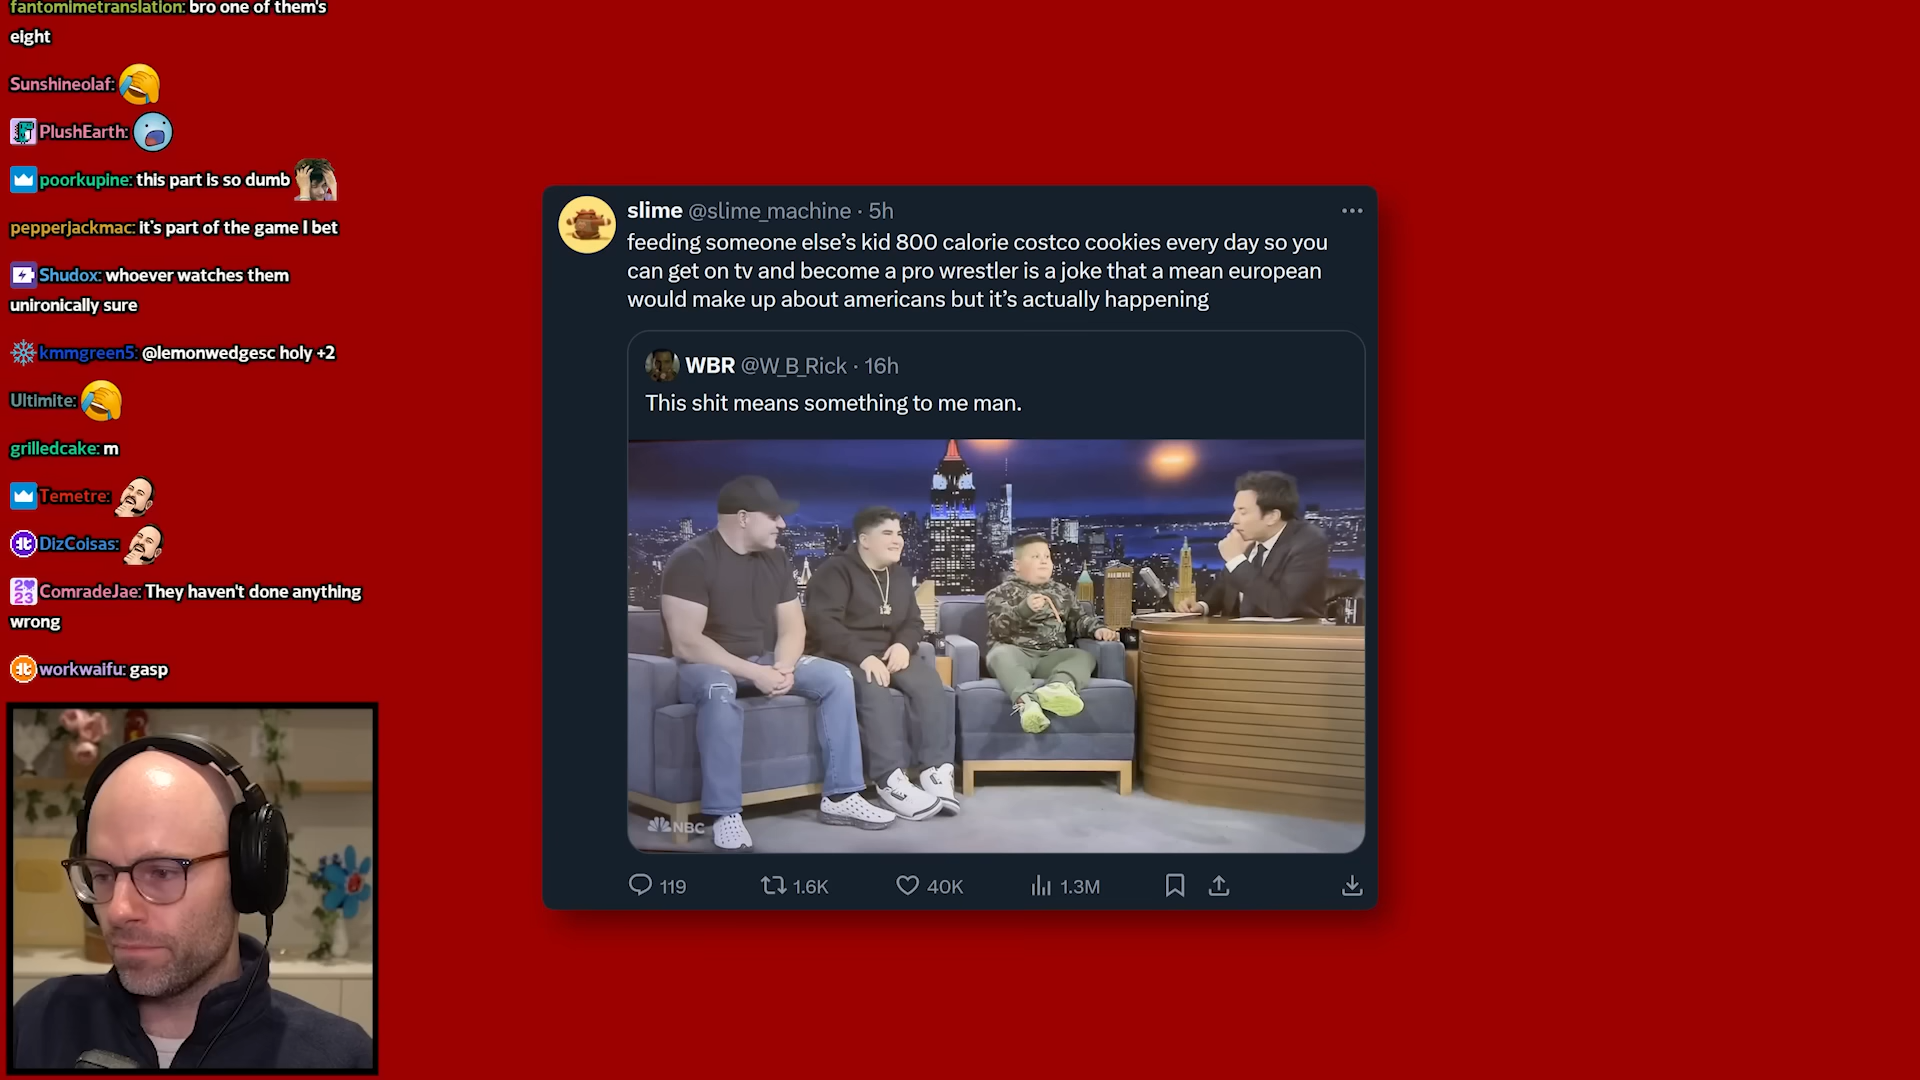 fantomimetranslation: bro one of them's
eight
Sunshineolaf:
PlushEarth:
poorkupine: this part is so dumb
pepperjackmac: it's part of the game I bet
Shudox: whoever watches them
unironically sure
kmmgreen5: @lemonwedgesc holy +2
Ultimite:
grilledcake: m
Temetre:
DizCoisas:
2 23 ComradeJae: They haven't done anything
wrong
workwaifu: gasp
slime @slime_machine · 5h
feeding someone else’s kid 800 calorie costco cookies every day so you
can get on tv and become a pro wrestler is a joke that a mean european
would make up about americans but it’s actually happening
WBR @W_B_Rick · 16h
This shit means something to me man.
NBC
119 1.6K 40K 1.3M